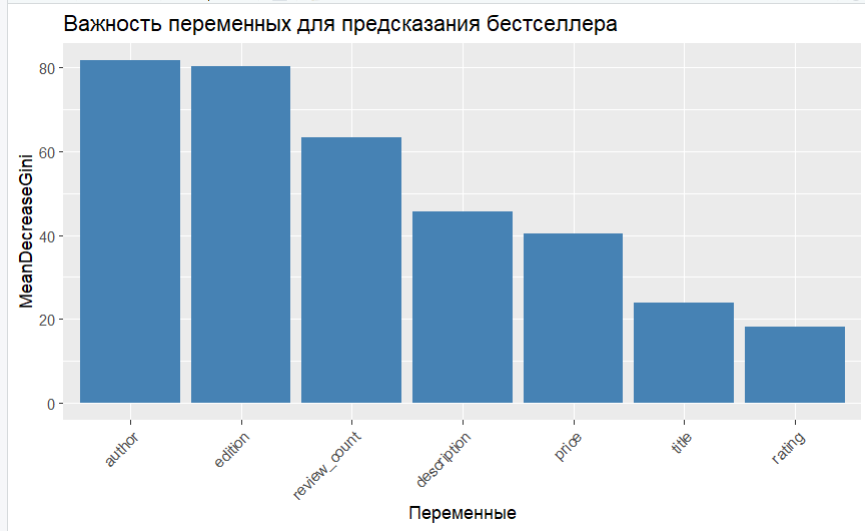 Важность переменных для предсказания бестселлера
MeanDecreaseGini
80
60
40
20
0
author
edition
review_count
description
price
title
rating
Переменные